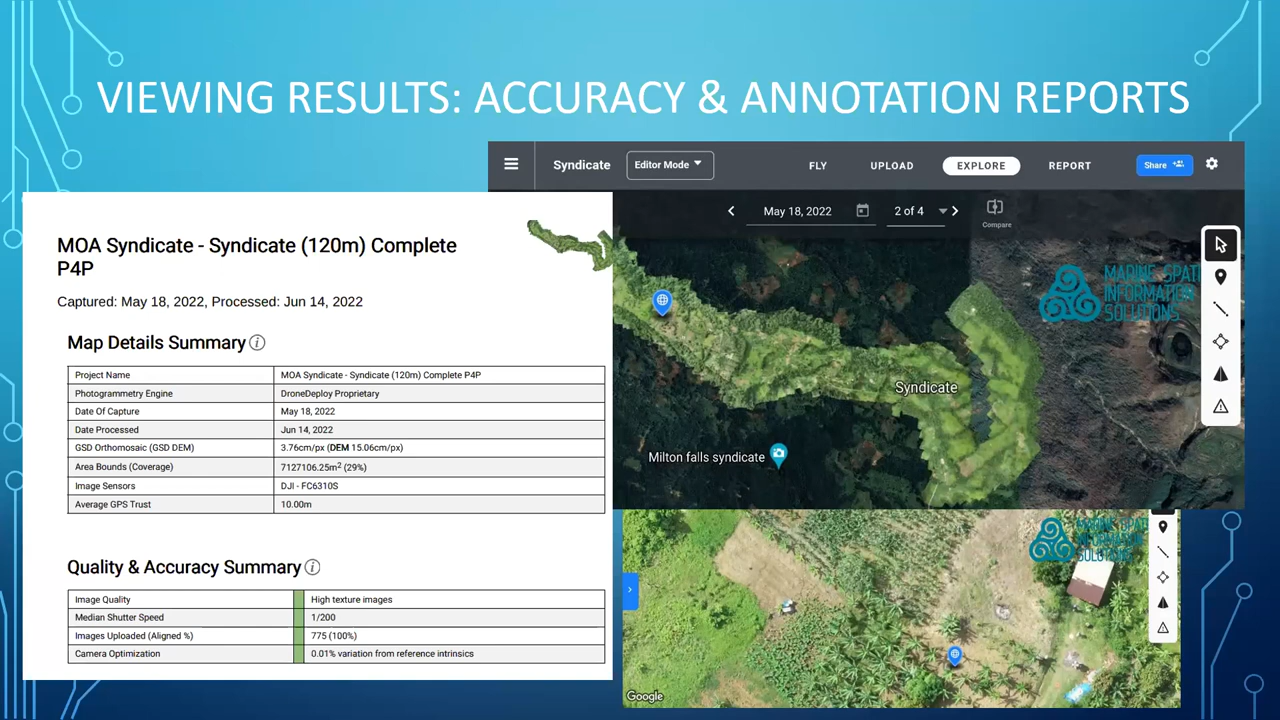 VIEWING RESULTS: ACCURACY & ANNOTATION REPORTS
Syndicate
Editor Mode
FLY
UPLOAD
EXPLORE
REPORT
Share
May 18, 2022
2 of 4
Compare
MARINE SPATI
INFORMATION
SOLUTIONS
Syndicate
Milton falls syndicate
MOA Syndicate - Syndicate (120m) Complete
P4P
Captured: May 18, 2022, Processed: Jun 14, 2022
Map Details Summary
Project Name MOA Syndicate - Syndicate (120m) Complete P4P
Photogrammetry Engine DroneDeploy Proprietary
Date Of Capture May 18, 2022
Date Processed Jun 14, 2022
GSD Orthomosaic (GSD DEM) 3.76cm/px (DEM 15.06cm/px)
Area Bounds (Coverage) 7127106.25m² (29%)
Image Sensors DJI - FC6310S
Average GPS Trust 10.00m
Quality & Accuracy Summary
Image Quality High texture images
Median Shutter Speed 1/200
Images Uploaded (Aligned %) 775 (100%)
Camera Optimization 0.01% variation from reference intrinsics
MARINE SPAT
INFORMATION
SOLUTIONS
Google